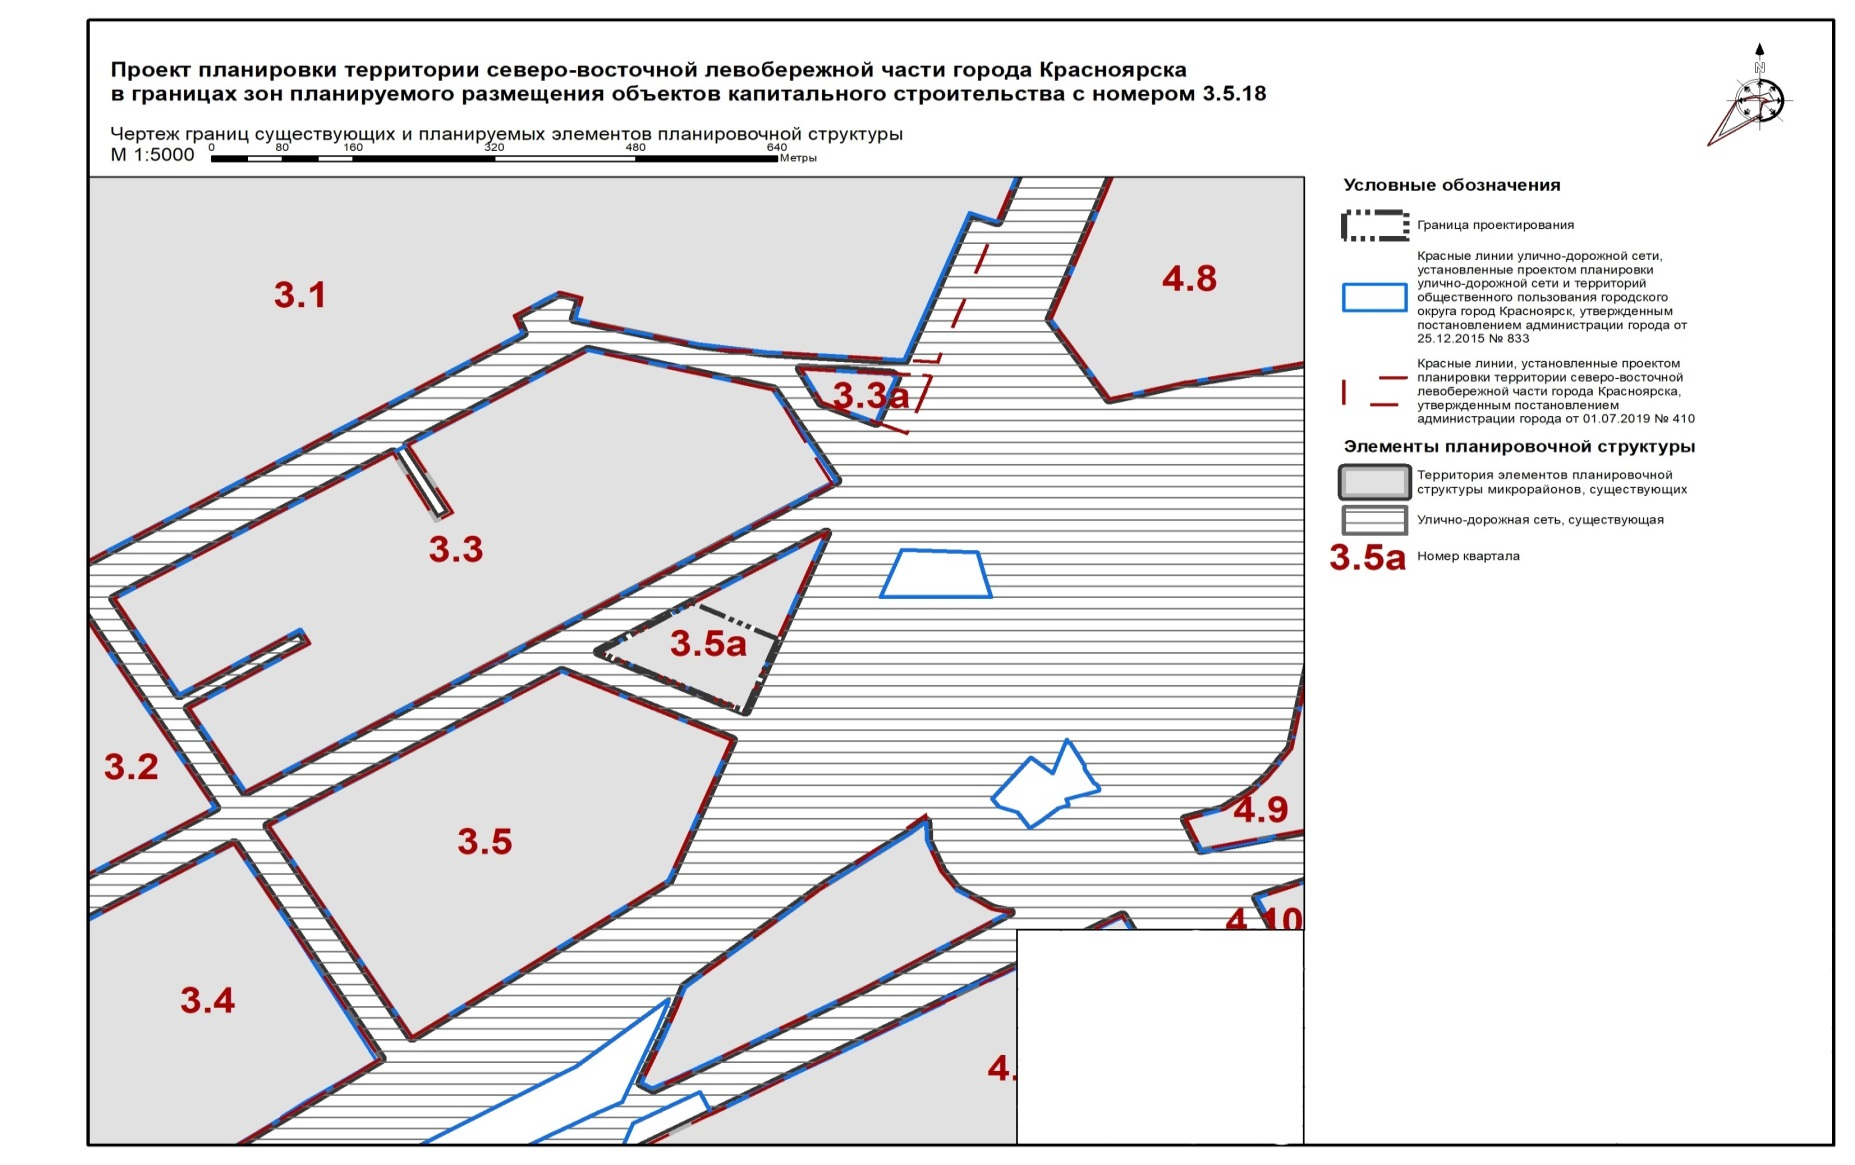 Проект планировки территории северо-восточной левобережной части города Красноярска
в границах зон планируемого размещения объектов капитального строительства с номером 3.5.18
N
Чертеж границ существующих и планируемых элементов планировочной структуры
М 1:5000
0 80 160 320 480 640
Метры
Условные обозначения
Граница проектирования
Красные линии улично-дорожной сети,
установленные проектом планировки
улично-дорожной сети и территорий
общественного пользования городского
округа город Красноярск, утвержденным
постановлением администрации города от
25.12.2015 № 833
Красные линии, установленные проектом
планировки территории северо-восточной
левобережной части города Красноярска,
утвержденным постановлением
администрации города от 01.07.2019 № 410
Элементы планировочной структуры
Территория элементов планировочной
структуры микрорайонов, существующих
Улично-дорожная сеть, существующая
3.5а
Номер квартала
3.1
4.8
3.3а
3.3
3.5а
3.2
4.9
3.5
4.10
3.4
4.